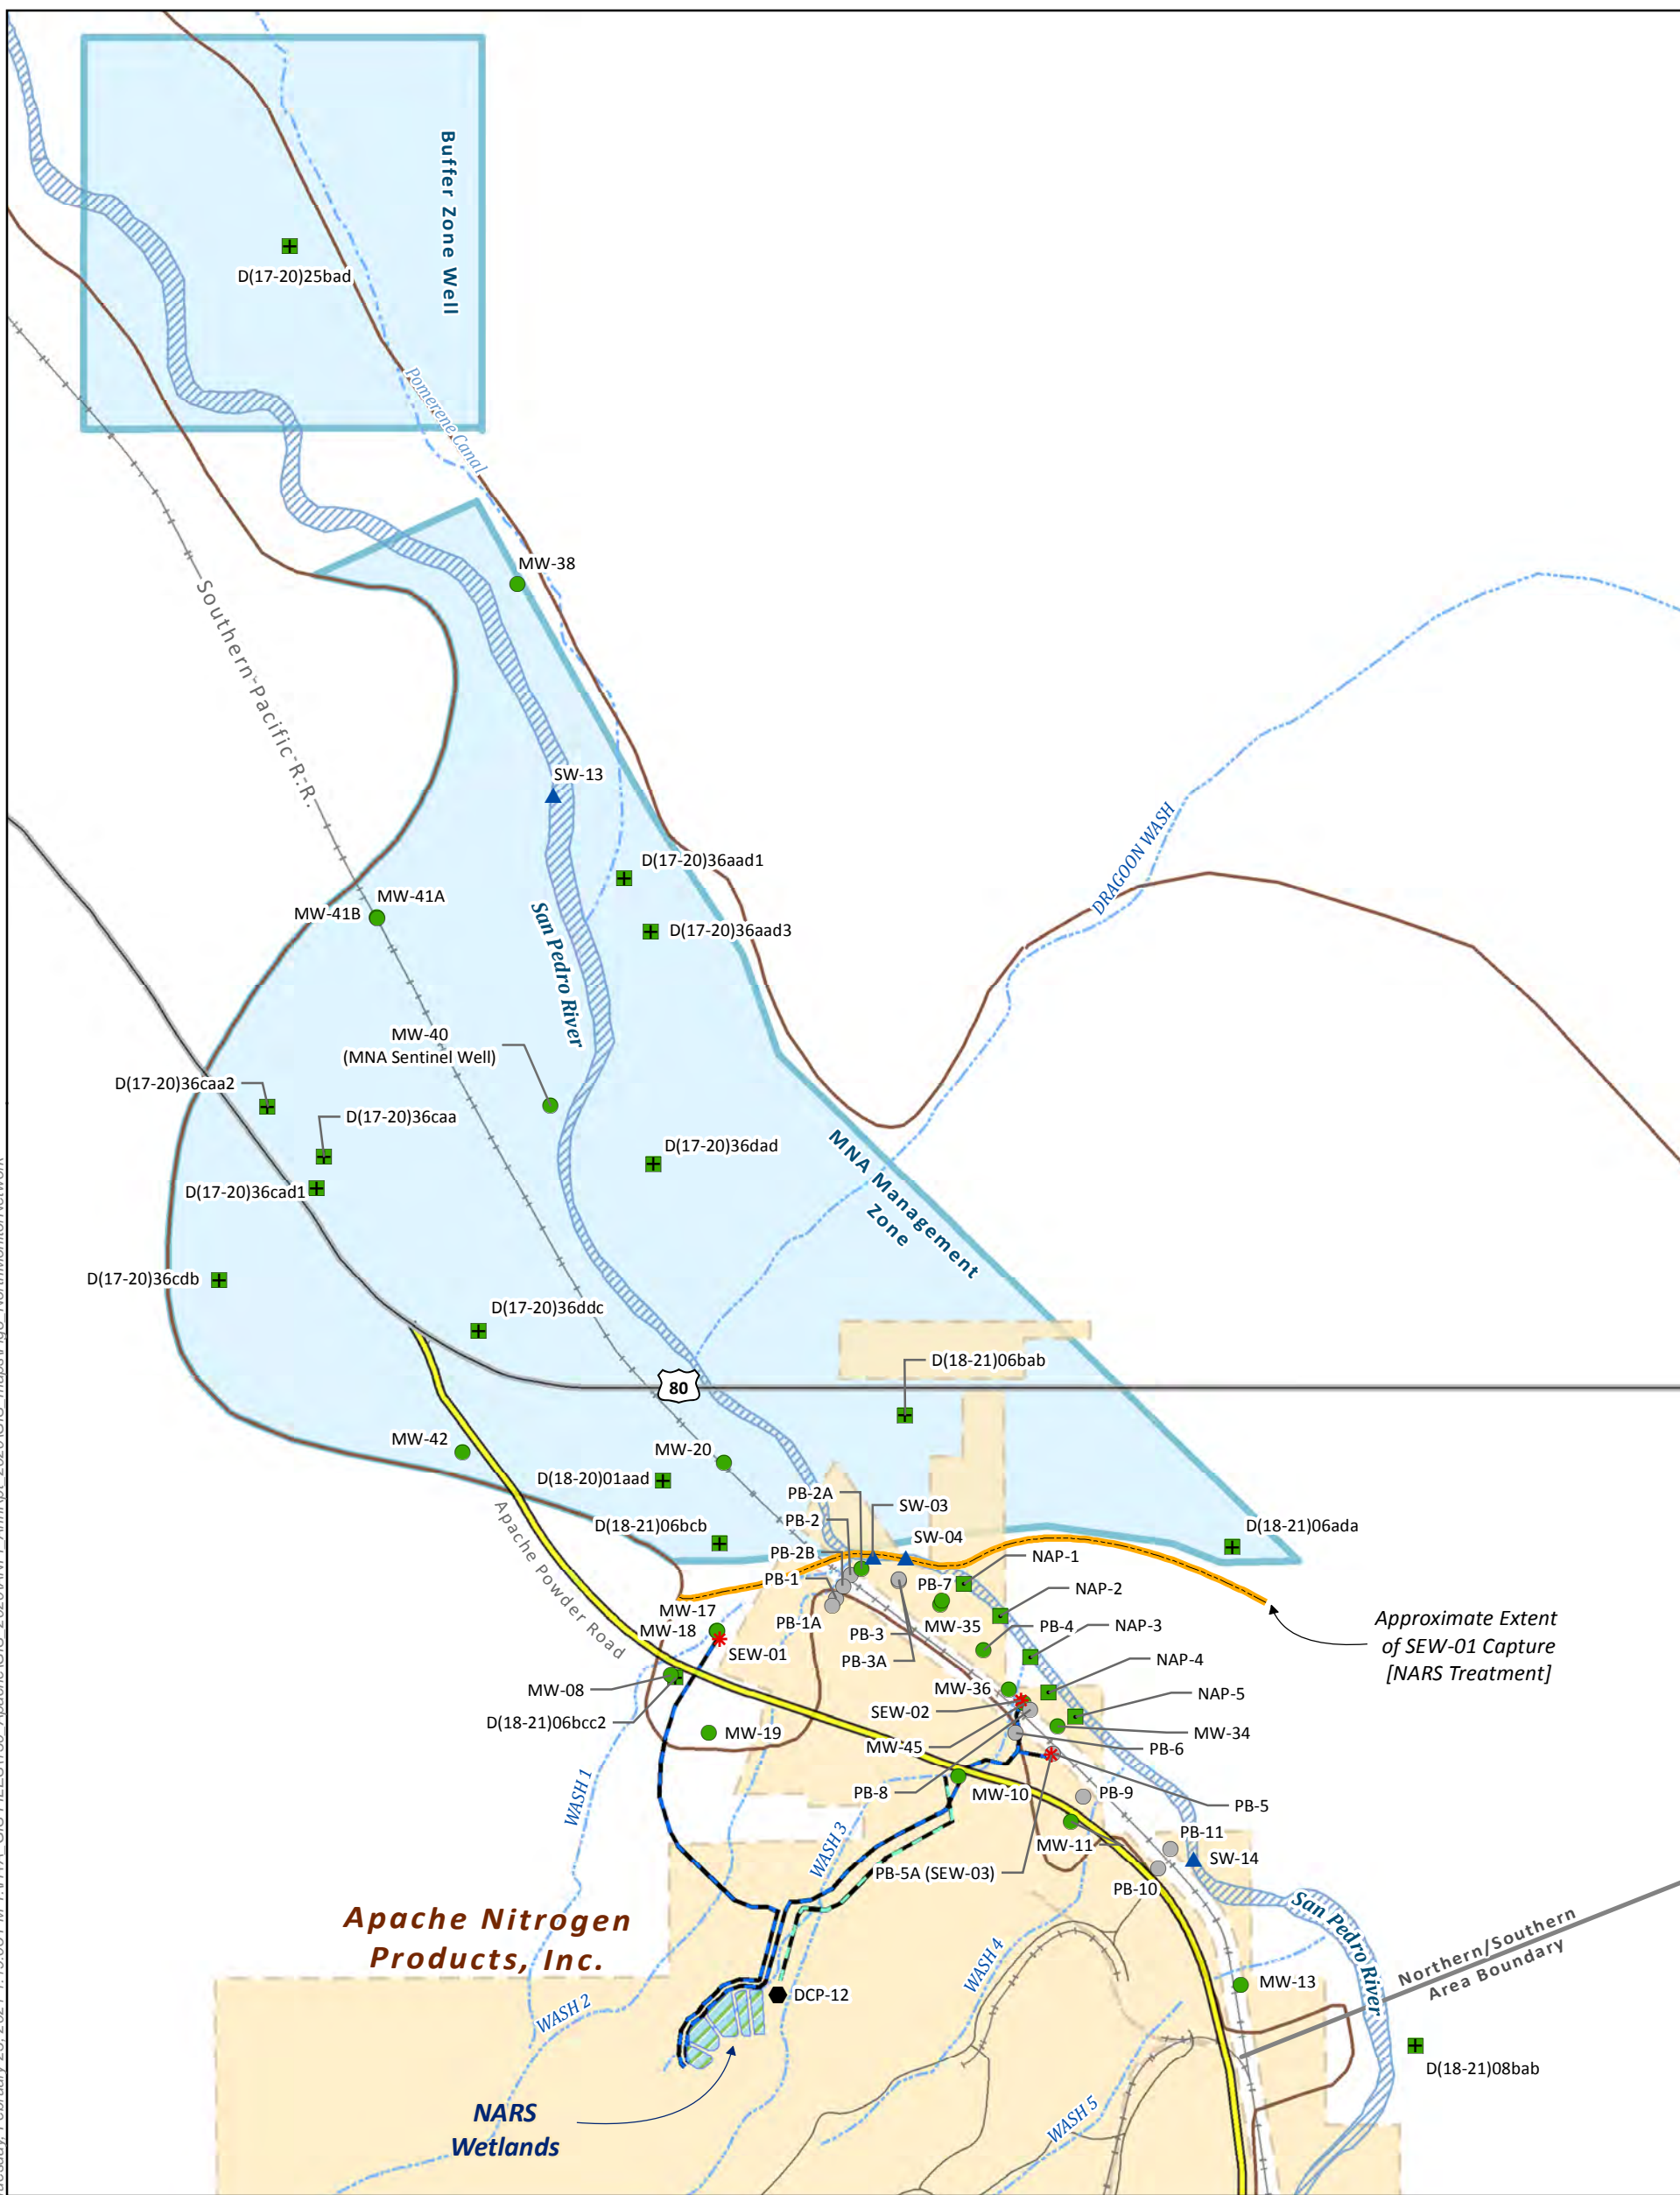 Buffer Zone Well
D(17-20)25bad
Pomerene Canal
MW-38
Southern Pacific R.R.
SW-13
DRAGOON WASH
D(17-20)36aad1
MW-41A
MW-41B
D(17-20)36aad3
San Pedro River
MW-40
(MNA Sentinel Well)
D(17-20)36caa2
D(17-20)36caa
D(17-20)36dad
MNA Management
Zone
D(17-20)36cad1
D(17-20)36cdb
D(17-20)36ddc
D(18-21)06bab
80
MW-42
MW-20
D(18-20)01aad
PB-2A
SW-03
PB-2
Apache Powder Road
D(18-21)06bcb
SW-04
D(18-21)06ada
PB-2B
NAP-1
PB-1
PB-7
NAP-2
MW-17
PB-1A
MW-35
PB-4
NAP-3
Approximate Extent
of SEW-01 Capture
[NARS Treatment]
MW-18
PB-3
SEW-01
PB-3A
NAP-4
MW-08
MW-36
NAP-5
SEW-02
D(18-21)06bcc2
MW-19
MW-34
MW-45
PB-6
WASH 1
PB-8
MW-10
PB-9
PB-5
WASH 3
MW-11
PB-11
PB-5A (SEW-03)
SW-14
PB-10
Apache Nitrogen
Products, Inc.
San Pedro River
Northern/Southern
Area Boundary
WASH 4
MW-13
DCP-12
WASH 2
D(18-21)08bab
NARS
Wetlands
WASH 5